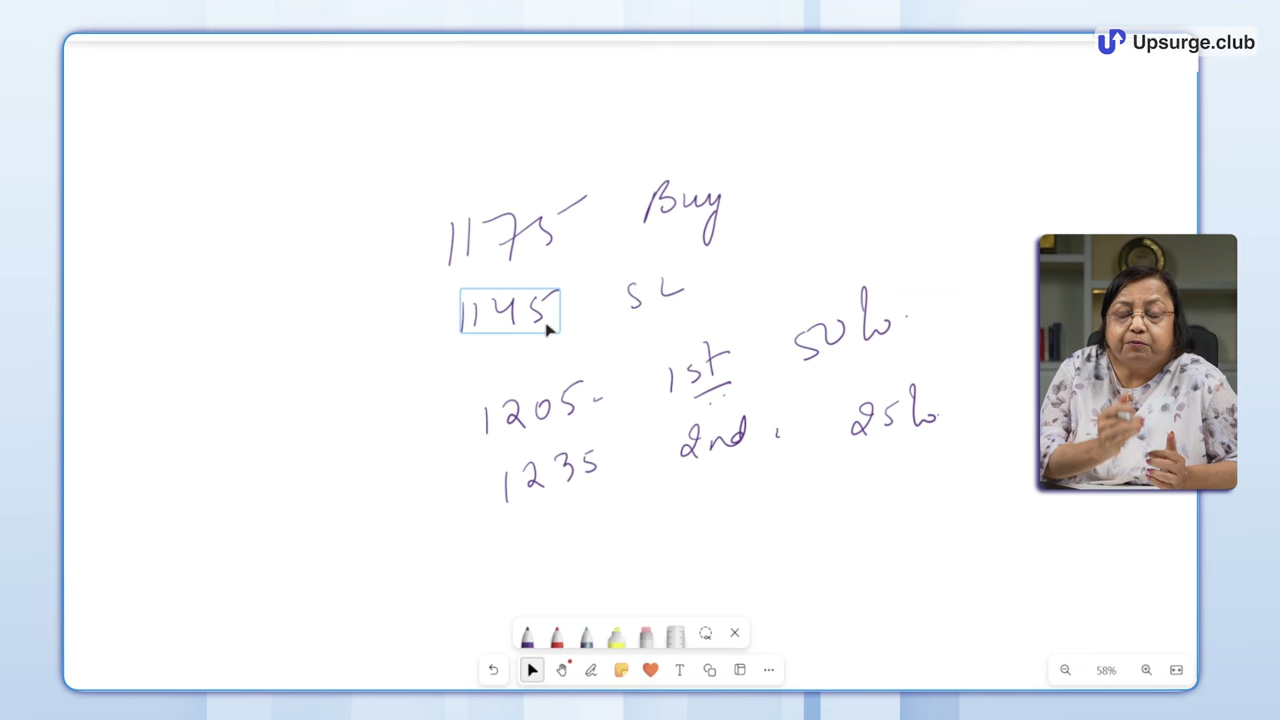 Upsurge.club
1175 Buy
1145 SL
1205- 1st 50%.
1235 2nd. 25%.
58%